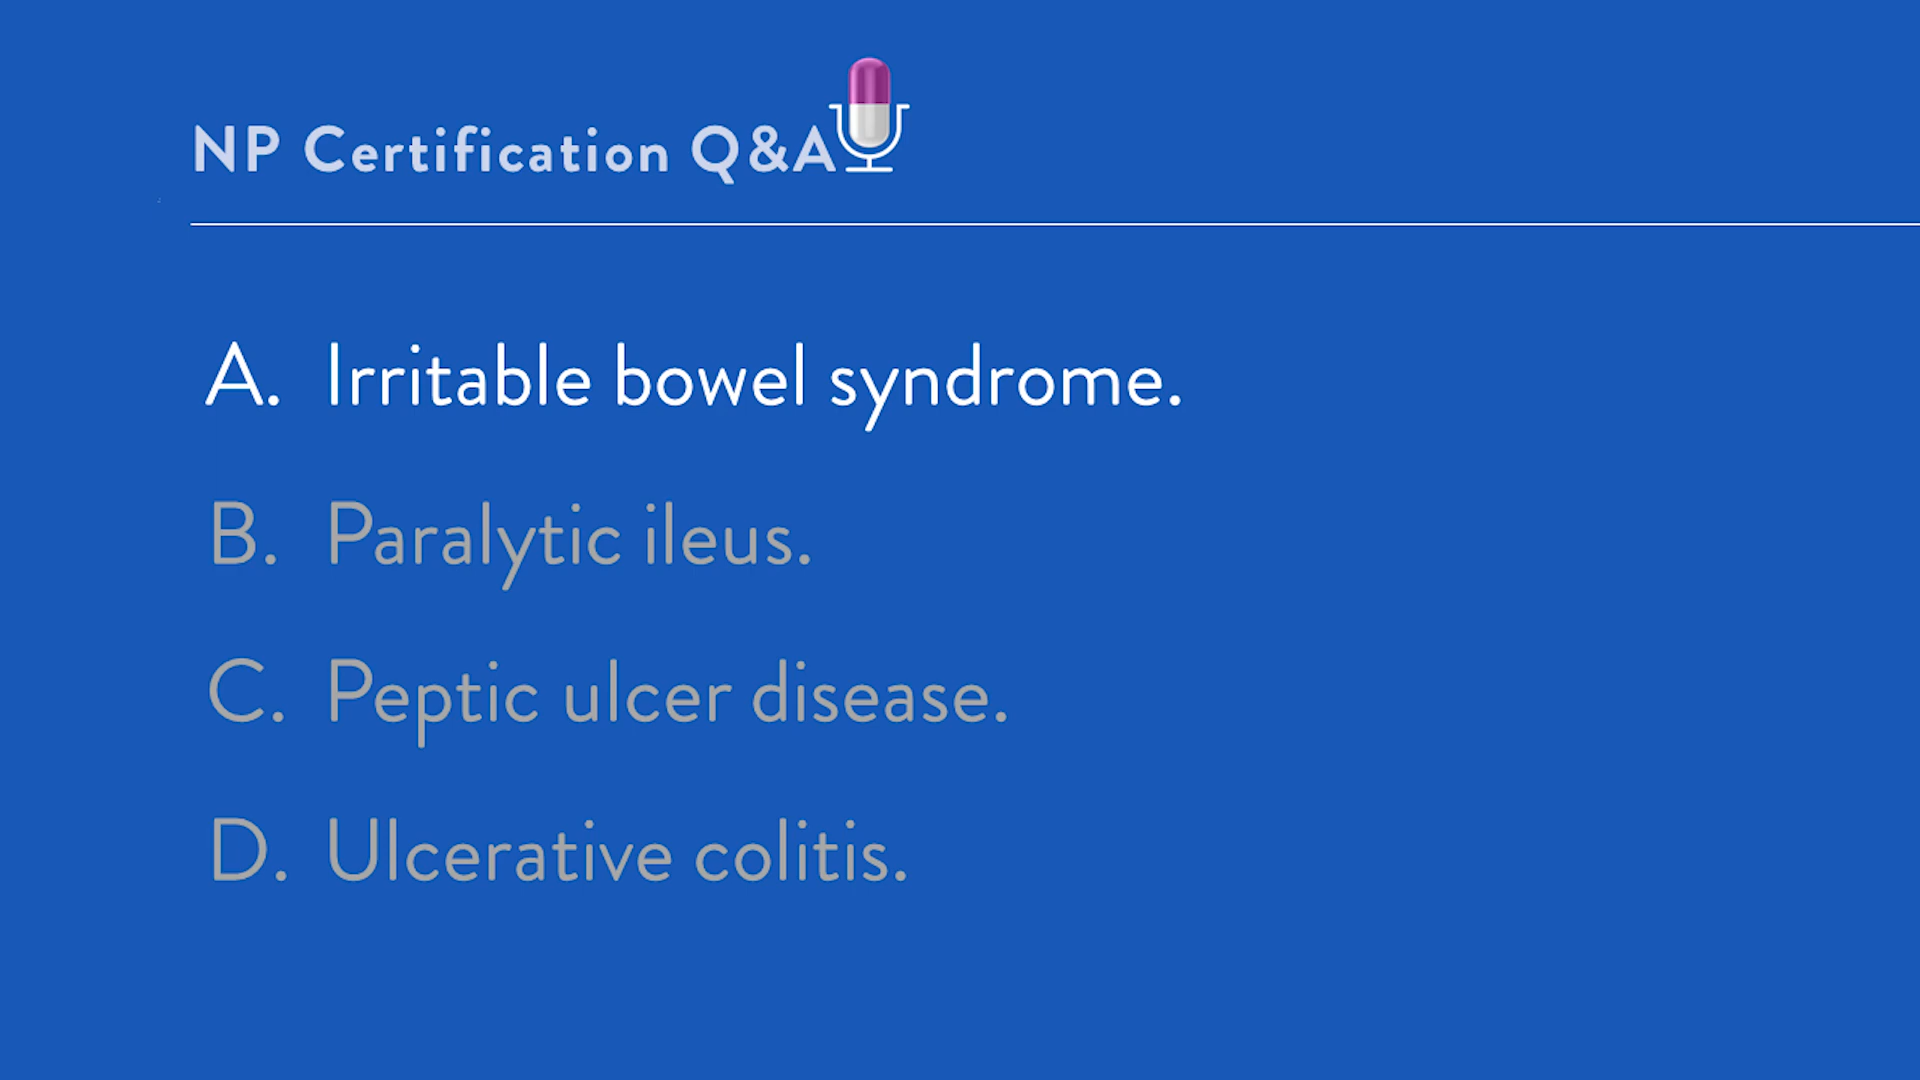 NP Certification Q&A
A. Irritable bowel syndrome.
B. Paralytic ileus.
C. Peptic ulcer disease.
D. Ulcerative colitis.